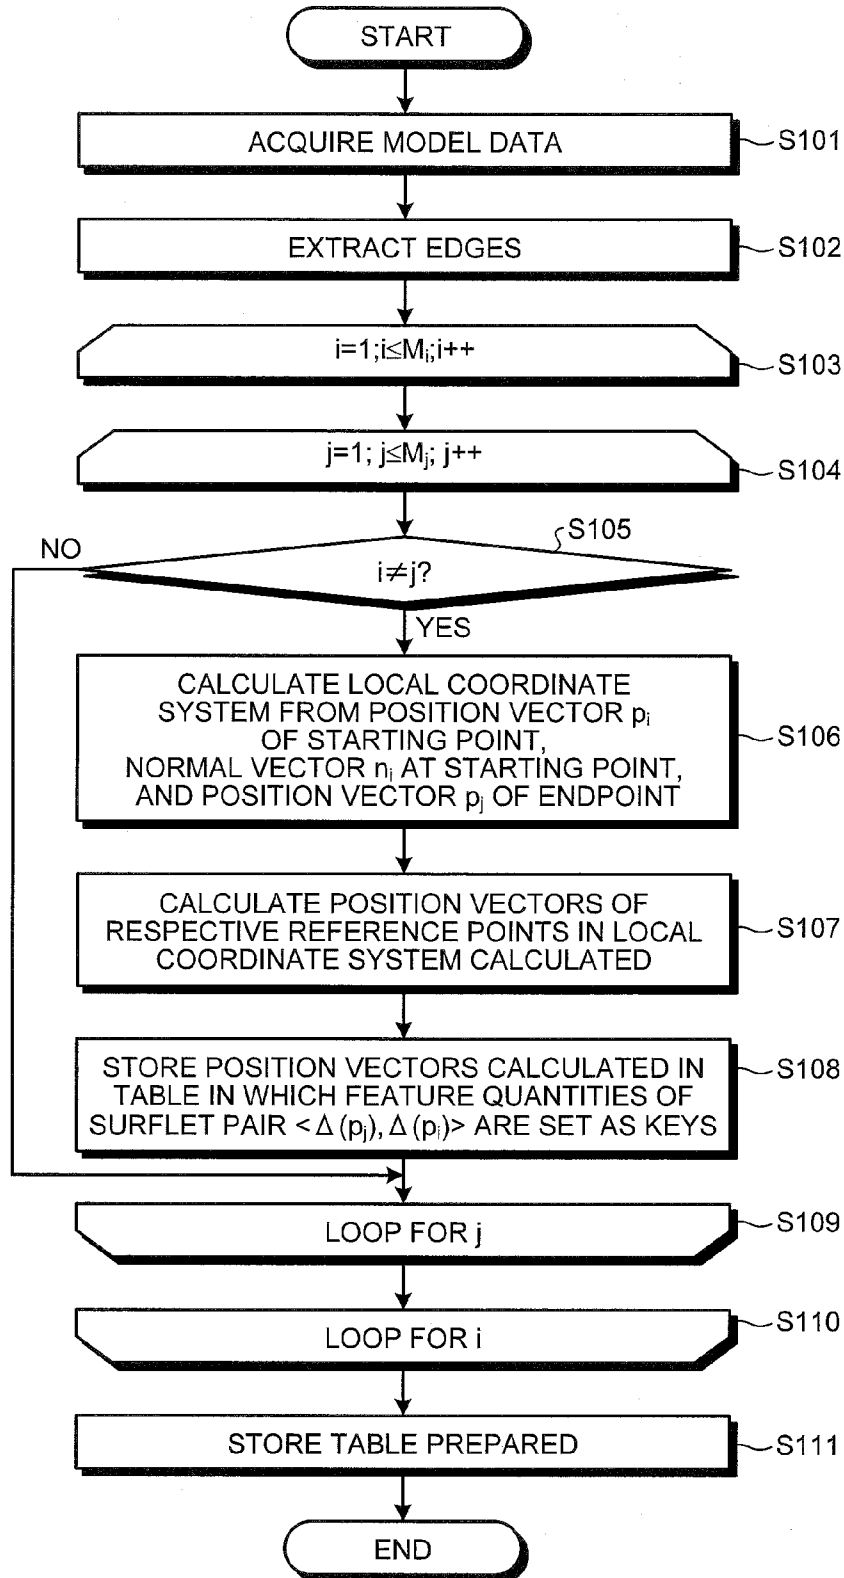 START
ACQUIRE MODEL DATA
S101
EXTRACT EDGES
S102
i=1;i≤Mi;i++
S103
j=1; j≤Mj; j++
S104
S105
NO
i≠j?
YES
CALCULATE LOCAL COORDINATE
SYSTEM FROM POSITION VECTOR pi
OF STARTING POINT,
NORMAL VECTOR ni AT STARTING POINT,
AND POSITION VECTOR pj OF ENDPOINT
S106
CALCULATE POSITION VECTORS OF
RESPECTIVE REFERENCE POINTS IN LOCAL
COORDINATE SYSTEM CALCULATED
S107
STORE POSITION VECTORS CALCULATED IN
TABLE IN WHICH FEATURE QUANTITIES OF
SURFLET PAIR <Δ(pj), Δ(pi)> ARE SET AS KEYS
S108
LOOP FOR j
S109
LOOP FOR i
S110
STORE TABLE PREPARED
S111
END